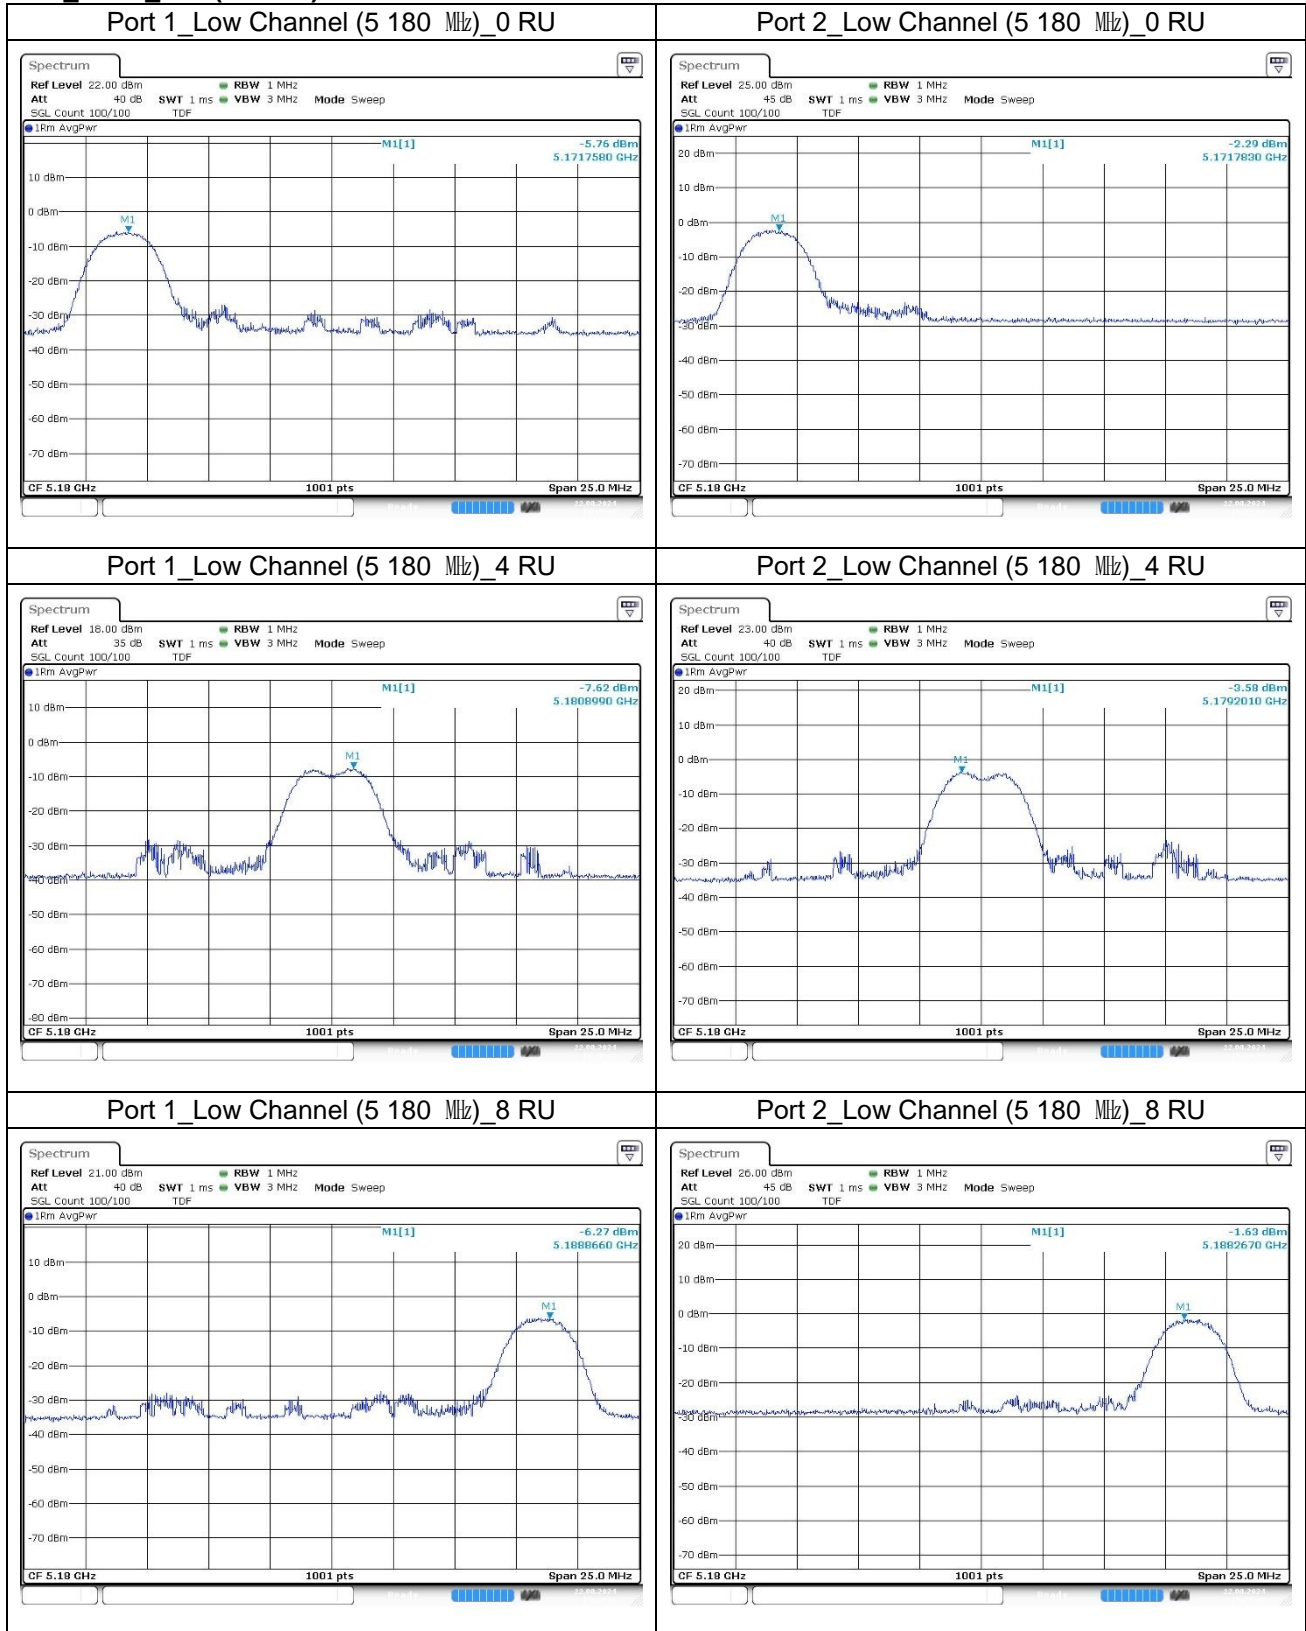 Port 1_Low Channel (5 180 ㎒)_0 RU
Port 2_Low Channel (5 180 ㎒)_0 RU
Spectrum
Ref Level 22.00 dBm RBW 1 MHz
Att 40 dB SWT 1 ms VBW 3 MHz Mode Sweep
SGL Count 100/100 TDF
1Rm AvgPwr
M1[1] -5.76 dBm
5.1717580 GHz
10 dBm
0 dBm
M1
-10 dBm
-20 dBm
-30 dBm
-40 dBm
-50 dBm
-60 dBm
-70 dBm
CF 5.18 GHz 1001 pts Span 25.0 MHz
Spectrum
Ref Level 25.00 dBm RBW 1 MHz
Att 45 dB SWT 1 ms VBW 3 MHz Mode Sweep
SGL Count 100/100 TDF
1Rm AvgPwr
M1[1] -2.29 dBm
20 dBm
5.1717830 GHz
10 dBm
0 dBm
M1
-10 dBm
-20 dBm
-30 dBm
-40 dBm
-50 dBm
-60 dBm
-70 dBm
CF 5.18 GHz 1001 pts Span 25.0 MHz
Port 1_Low Channel (5 180 ㎒)_4 RU
Port 2_Low Channel (5 180 ㎒)_4 RU
Spectrum
Ref Level 18.00 dBm RBW 1 MHz
Att 35 dB SWT 1 ms VBW 3 MHz Mode Sweep
SGL Count 100/100 TDF
1Rm AvgPwr
M1[1] -7.62 dBm
5.1808990 GHz
10 dBm
0 dBm
M1
-10 dBm
-20 dBm
-30 dBm
-40 dBm
-50 dBm
-60 dBm
-70 dBm
-80 dBm
CF 5.18 GHz 1001 pts Span 25.0 MHz
Spectrum
Ref Level 23.00 dBm RBW 1 MHz
Att 40 dB SWT 1 ms VBW 3 MHz Mode Sweep
SGL Count 100/100 TDF
1Rm AvgPwr
20 dBm M1[1] -3.58 dBm
5.1792010 GHz
10 dBm
0 dBm
M1
-10 dBm
-20 dBm
-30 dBm
-40 dBm
-50 dBm
-60 dBm
-70 dBm
CF 5.18 GHz 1001 pts Span 25.0 MHz
Port 1_Low Channel (5 180 ㎒)_8 RU
Port 2_Low Channel (5 180 ㎒)_8 RU
Spectrum
Ref Level 21.00 dBm RBW 1 MHz
Att 40 dB SWT 1 ms VBW 3 MHz Mode Sweep
SGL Count 100/100 TDF
1Rm AvgPwr
M1[1] -6.27 dBm
5.1888660 GHz
10 dBm
0 dBm
M1
-10 dBm
-20 dBm
-30 dBm
-40 dBm
-50 dBm
-60 dBm
-70 dBm
CF 5.18 GHz 1001 pts Span 25.0 MHz
Spectrum
Ref Level 26.00 dBm RBW 1 MHz
Att 45 dB SWT 1 ms VBW 3 MHz Mode Sweep
SGL Count 100/100 TDF
1Rm AvgPwr
M1[1] -1.63 dBm
20 dBm 5.1882670 GHz
10 dBm
0 dBm
M1
-10 dBm
-20 dBm
-30 dBm
-40 dBm
-50 dBm
-60 dBm
-70 dBm
CF 5.18 GHz 1001 pts Span 25.0 MHz